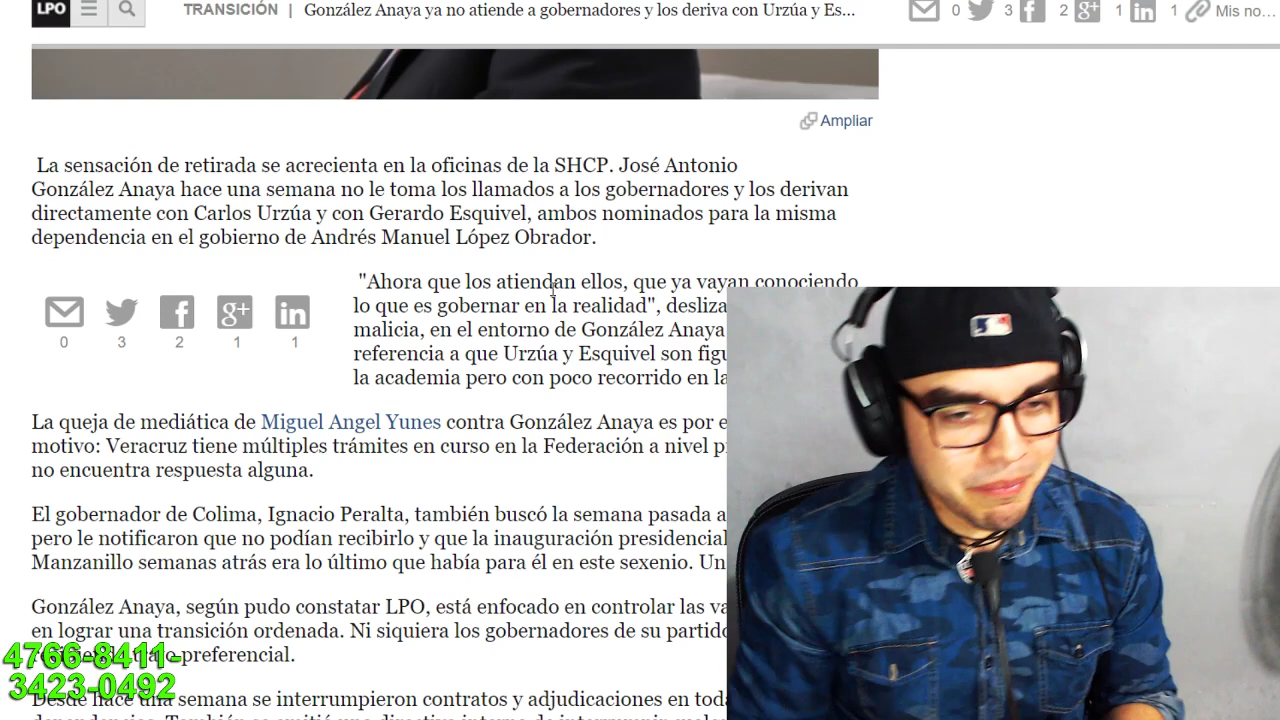 LPO TRANSICIÓN | González Anaya ya no atiende a gobernadores y los deriva con Urzúa y Es... 0 3 2 1 1 Mis no...
Ampliar
La sensación de retirada se acrecienta en la oficinas de la SHCP. José Antonio
González Anaya hace una semana no le toma los llamados a los gobernadores y los derivan
directamente con Carlos Urzúa y con Gerardo Esquivel, ambos nominados para la misma
dependencia en el gobierno de Andrés Manuel López Obrador.
"Ahora que los atiendan ellos, que ya vayan conociendo
lo que es gobernar en la realidad", desliza
malicia, en el entorno de González Anaya
referencia a que Urzúa y Esquivel son figu
la academia pero con poco recorrido en la
0 3 2 1 1
La queja de mediática de Miguel Angel Yunes contra González Anaya es por e
motivo: Veracruz tiene múltiples trámites en curso en la Federación a nivel p
no encuentra respuesta alguna.
El gobernador de Colima, Ignacio Peralta, también buscó la semana pasada a
pero le notificaron que no podían recibirlo y que la inauguración presidencial
Manzanillo semanas atrás era lo último que había para él en este sexenio. Un
González Anaya, según pudo constatar LPO, está enfocado en controlar las va
en lograr una transición ordenada. Ni siquiera los gobernadores de su partido
preferencial.
4766-8411-
3423-0492
Desde hace una semana se interrumpieron contratos y adjudicaciones en toda